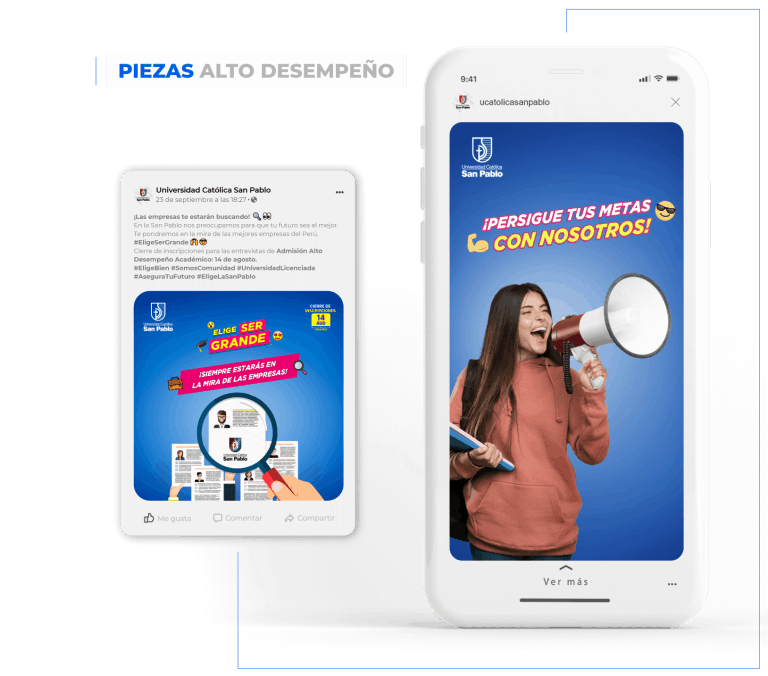 PIEZAS ALTO DESEMPEÑO
Universidad Católica San Pablo
23 de septiembre a las 18:27
¡Las empresas te estarán buscando!
En la San Pablo nos preocupamos para que tu futuro sea el mejor.
Te pondremos en la mira de las mejores empresas del Perú.
#EligeSerGrande
Cierre de inscripciones para las entrevistas de Admisión Alto
Desempeño Académico: 14 de agosto.
#EligeBien #SomosComunidad #UniversidadLicenciada
#AseguraTuFuturo #EligeLaSanPablo
Universidad Católica
San Pablo
CIERRE DE
INSCRIPCIONES
14
AGO
ELIGE SER
GRANDE
¡SIEMPRE ESTARÁS EN
LA MIRA DE LAS EMPRESAS!
San Pablo
Me gusta
Comentar
Compartir
9:41
ucatolicasanpablo
Universidad Católica
San Pablo
¡PERSIGUE TUS METAS
CON NOSOTROS!
Ver más